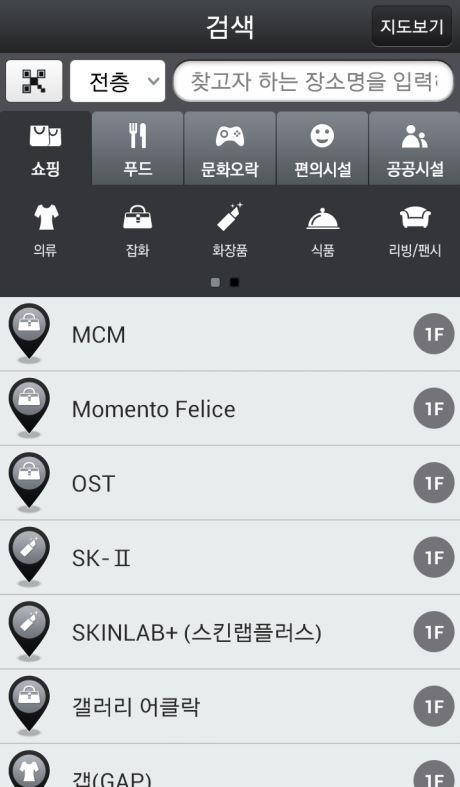 검색
지도보기
전층
찾고자 하는 장소명을 입력하
쇼핑
푸드
문화오락
편의시설
공공시설
의류
잡화
화장품
식품
리빙/팬시
MCM
1F
Momento Felice
1F
OST
1F
SK-Ⅱ
1F
SKINLAB+ (스킨랩플러스)
1F
갤러리 어클락
1F
갭(GAP)
1F